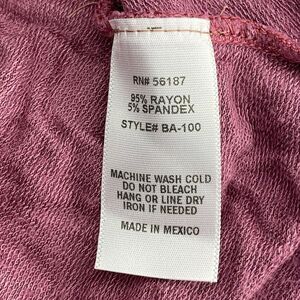 RN# 56187
95% RAYON
5% SPANDEX
STYLE# BA-100
MACHINE WASH COLD
DO NOT BLEACH
HANG OR LINE DRY
IRON IF NEEDED
MADE IN MEXICO